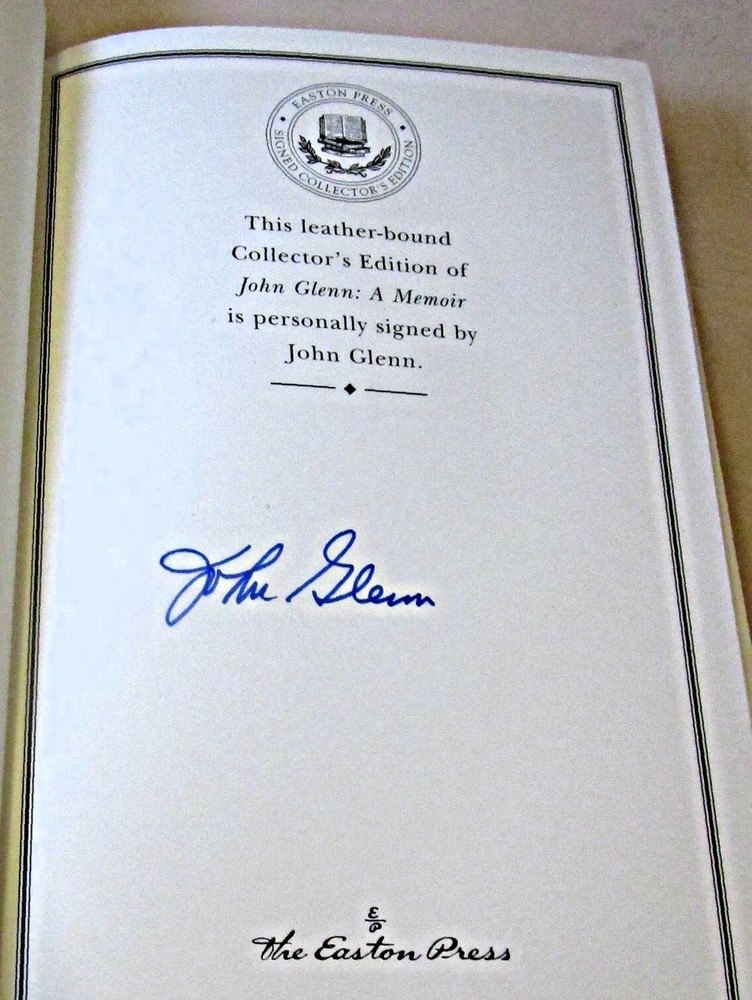 EASTON PRESS
SIGNED COLLECTOR'S EDITION
This leather-bound
Collector's Edition of
John Glenn: A Memoir
is personally signed by
John Glenn.
John Glenn
E
P
The Easton Press